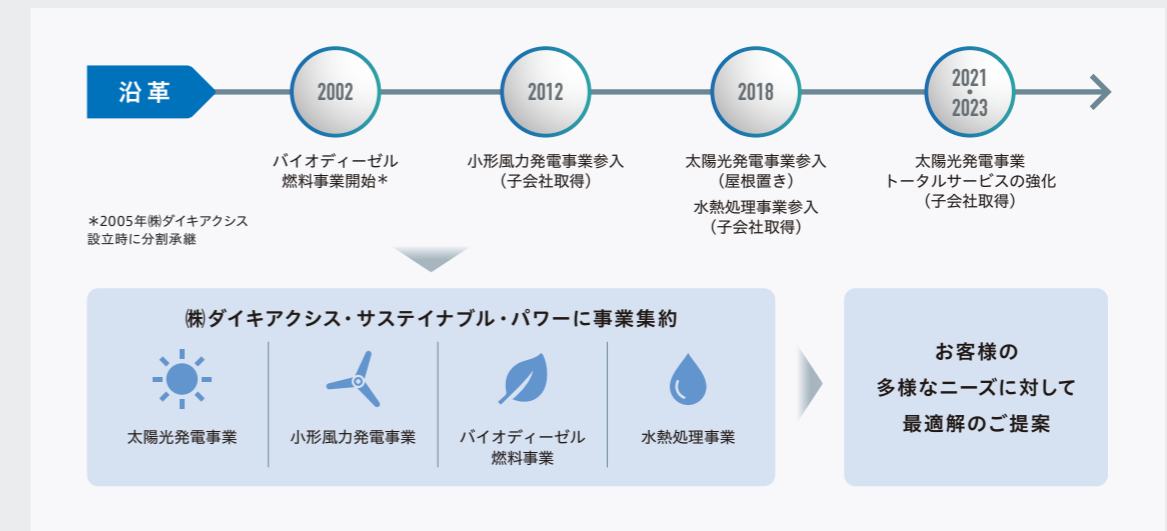 沿革
2002
2012
2018
2021
・
2023
バイオディーゼル
燃料事業開始＊
小形風力発電事業参入
（子会社取得）
太陽光発電事業参入
（屋根置き）
水熱処理事業参入
（子会社取得）
太陽光発電事業
トータルサービスの強化
（子会社取得）
＊2005年㈱ダイキアクシス
設立時に分割承継
㈱ダイキアクシス・サステイナブル・パワーに事業集約
太陽光発電事業
小形風力発電事業
バイオディーゼル
燃料事業
水熱処理事業
お客様の
多様なニーズに対して
最適解のご提案